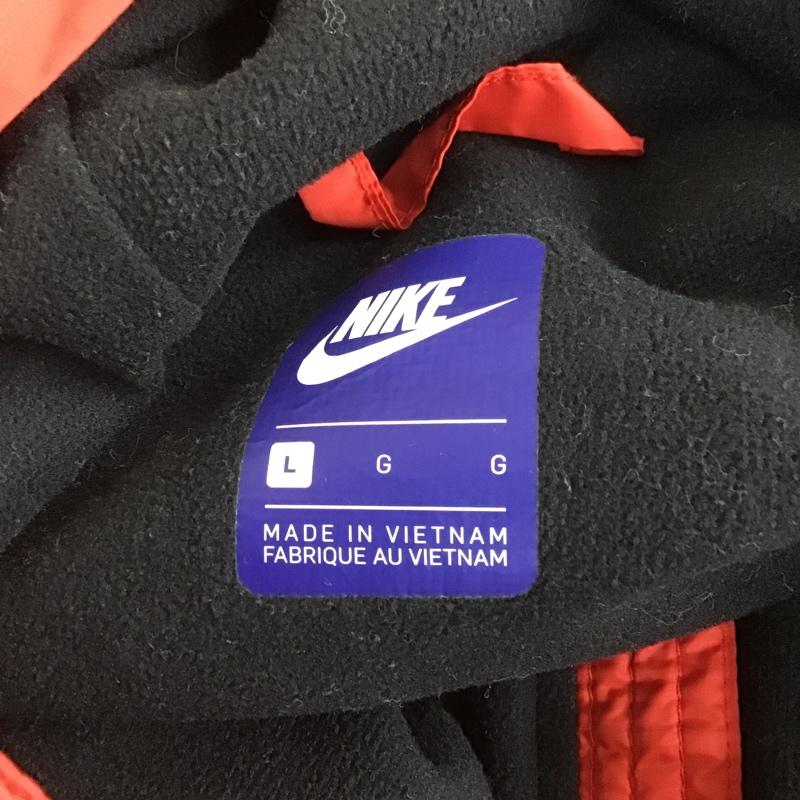 NIKE
L G G
MADE IN VIETNAM
FABRIQUE AU VIETNAM